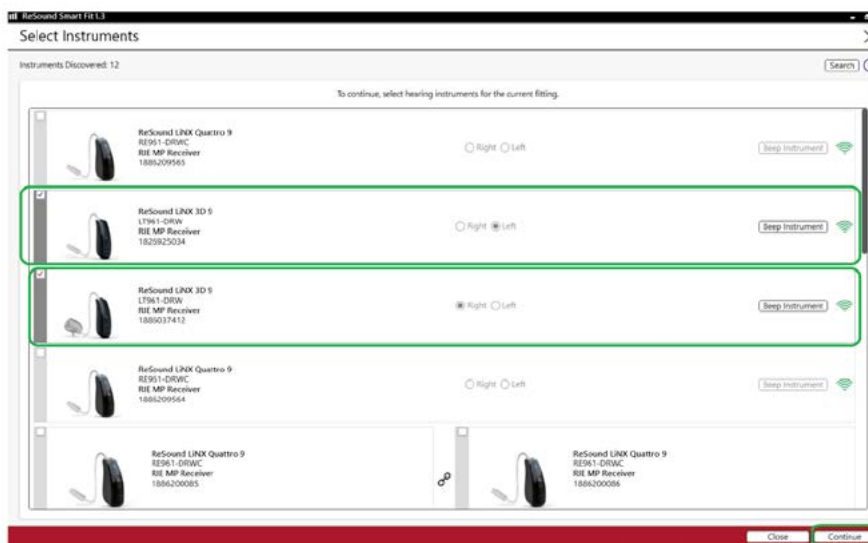 ReSound Smart Fit 1.3
Select Instruments
Instruments Discovered: 12
Search
To continue, select hearing instruments for the current fitting.
ReSound LiNX Quattro 9
RE961-DRWC
RIE MP Receiver
1886209565
Right Left
Beep Instrument
ReSound LiNX 3D 9
LT961-DRW
RIE MP Receiver
1826925034
Right Left
Beep Instrument
ReSound LiNX 3D 9
LT961-DRW
RIE MP Receiver
1886037412
Right Left
Beep Instrument
ReSound LiNX Quattro 9
RE961-DRWC
RIE MP Receiver
1886209564
Right Left
Beep Instrument
ReSound LiNX Quattro 9
RE961-DRWC
RIE MP Receiver
1886200085
ReSound LiNX Quattro 9
RE961-DRWC
RIE MP Receiver
1886200086
Close
Continue